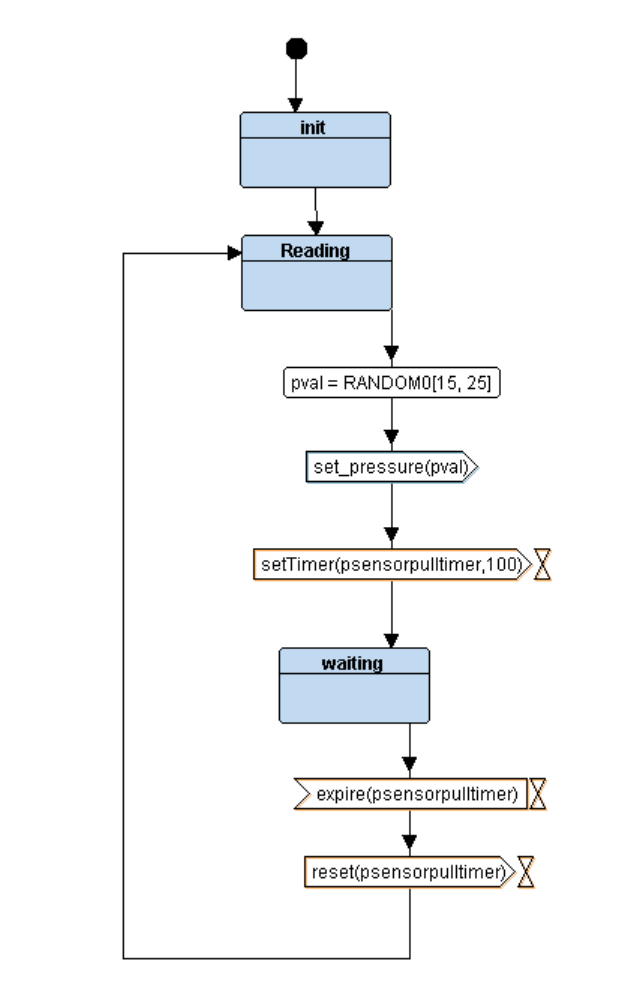 init
Reading
pval = RANDOM0[15, 25]
set_pressure(pval)
setTimer(psensorpulltimer,100)
waiting
expire(psensorpulltimer)
reset(psensorpulltimer)